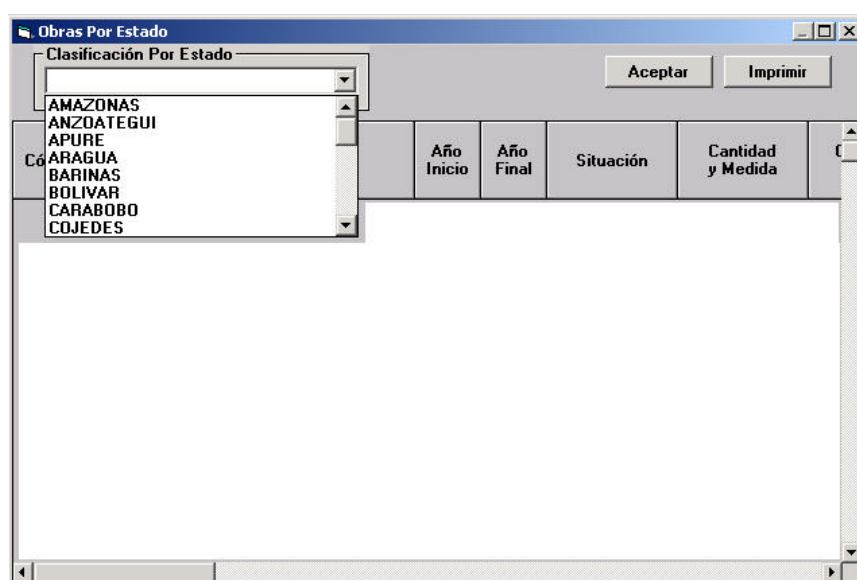 Obras Por Estado
Clasificación Por Estado
Aceptar
Imprimir
AMAZONAS
ANZOATEGUI
APURE
ARAGUA
BARINAS
BOLIVAR
CARABOBO
COJEDES
Año
Inicio
Año
Final
Situación
Cantidad
y Medida